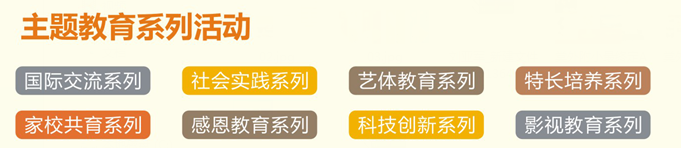 主题教育系列活动
国际交流系列 社会实践系列 艺体教育系列 特长培养系列
家校共育系列 感恩教育系列 科技创新系列 影视教育系列